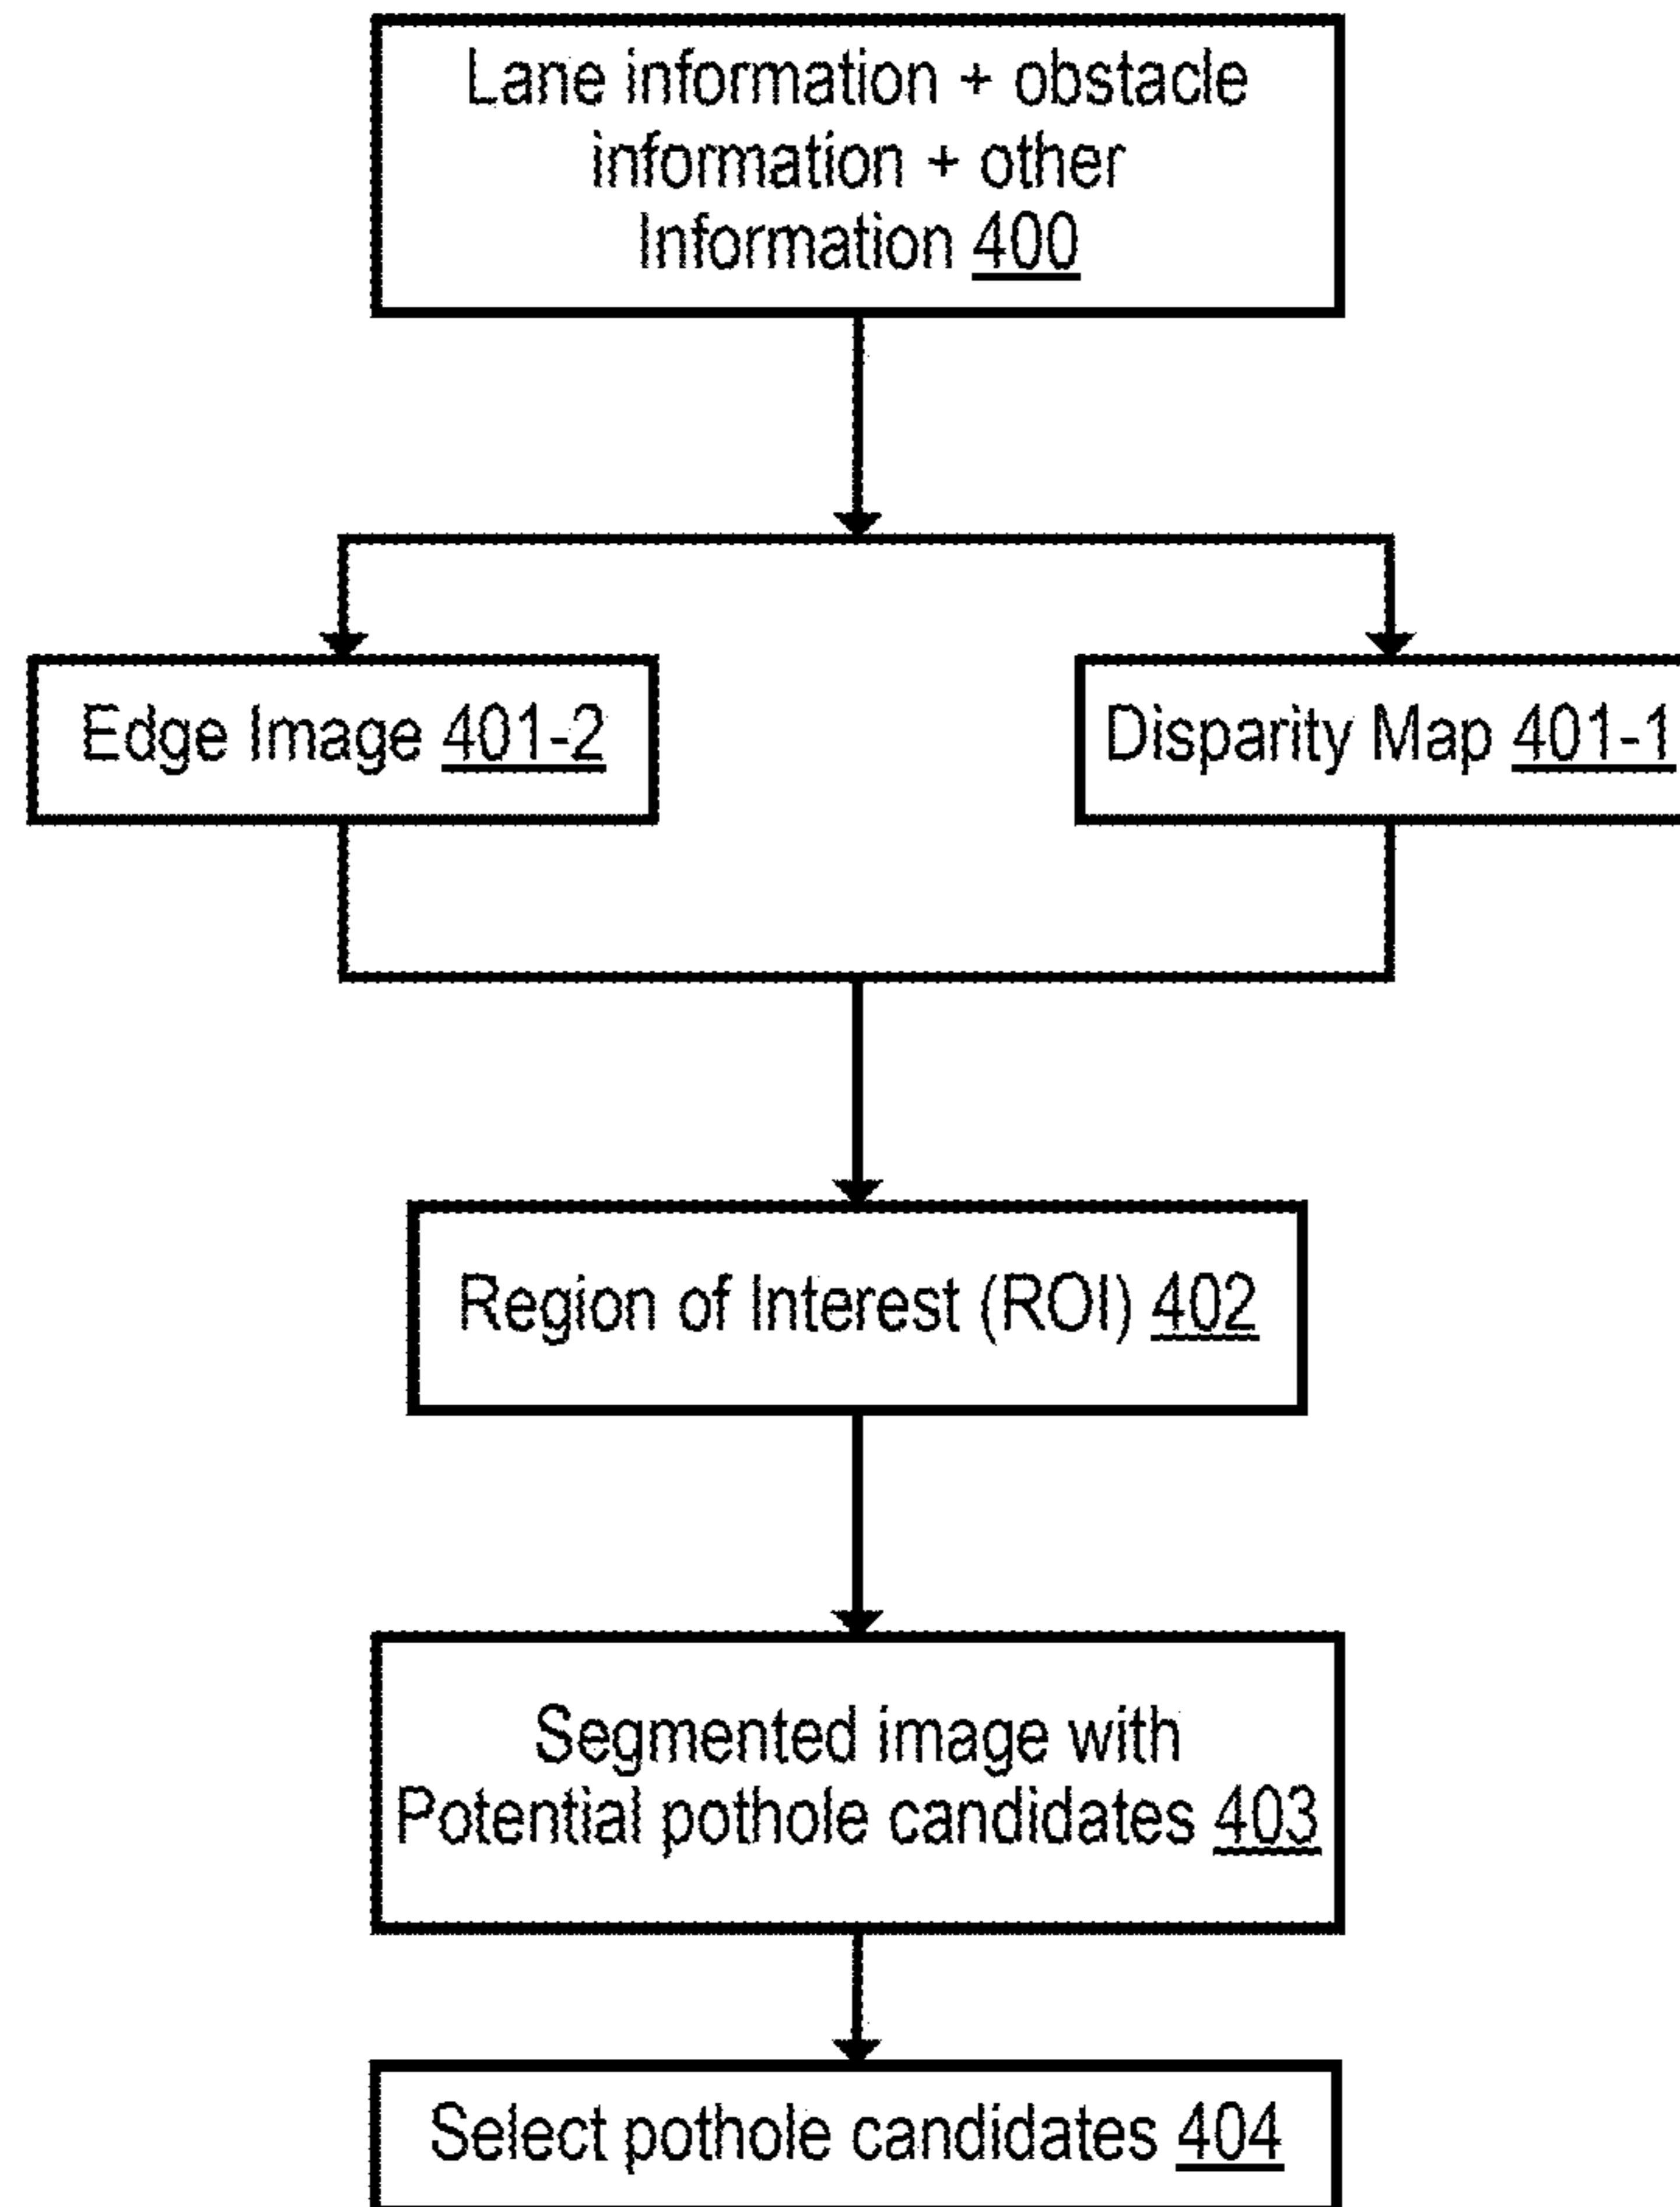 Lane information + obstacle
information + other
Information 400
Edge Image 401-2
Disparity Map 401-1
Region of Interest (ROI) 402
Segmented image with
Potential pothole candidates 403
Select pothole candidates 404